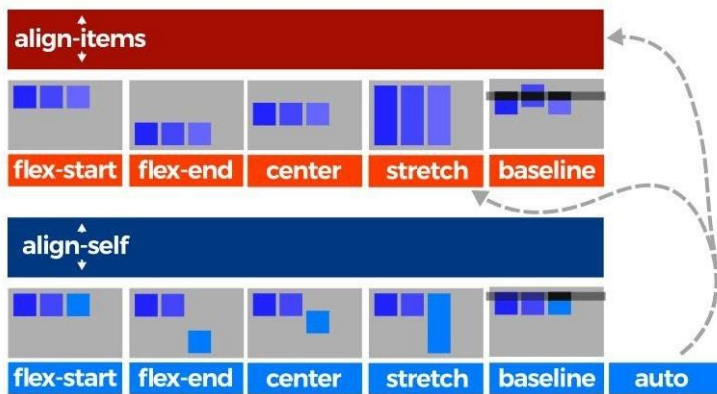 align-items
flex-start flex-end center stretch baseline
align-self
flex-start flex-end center stretch baseline auto